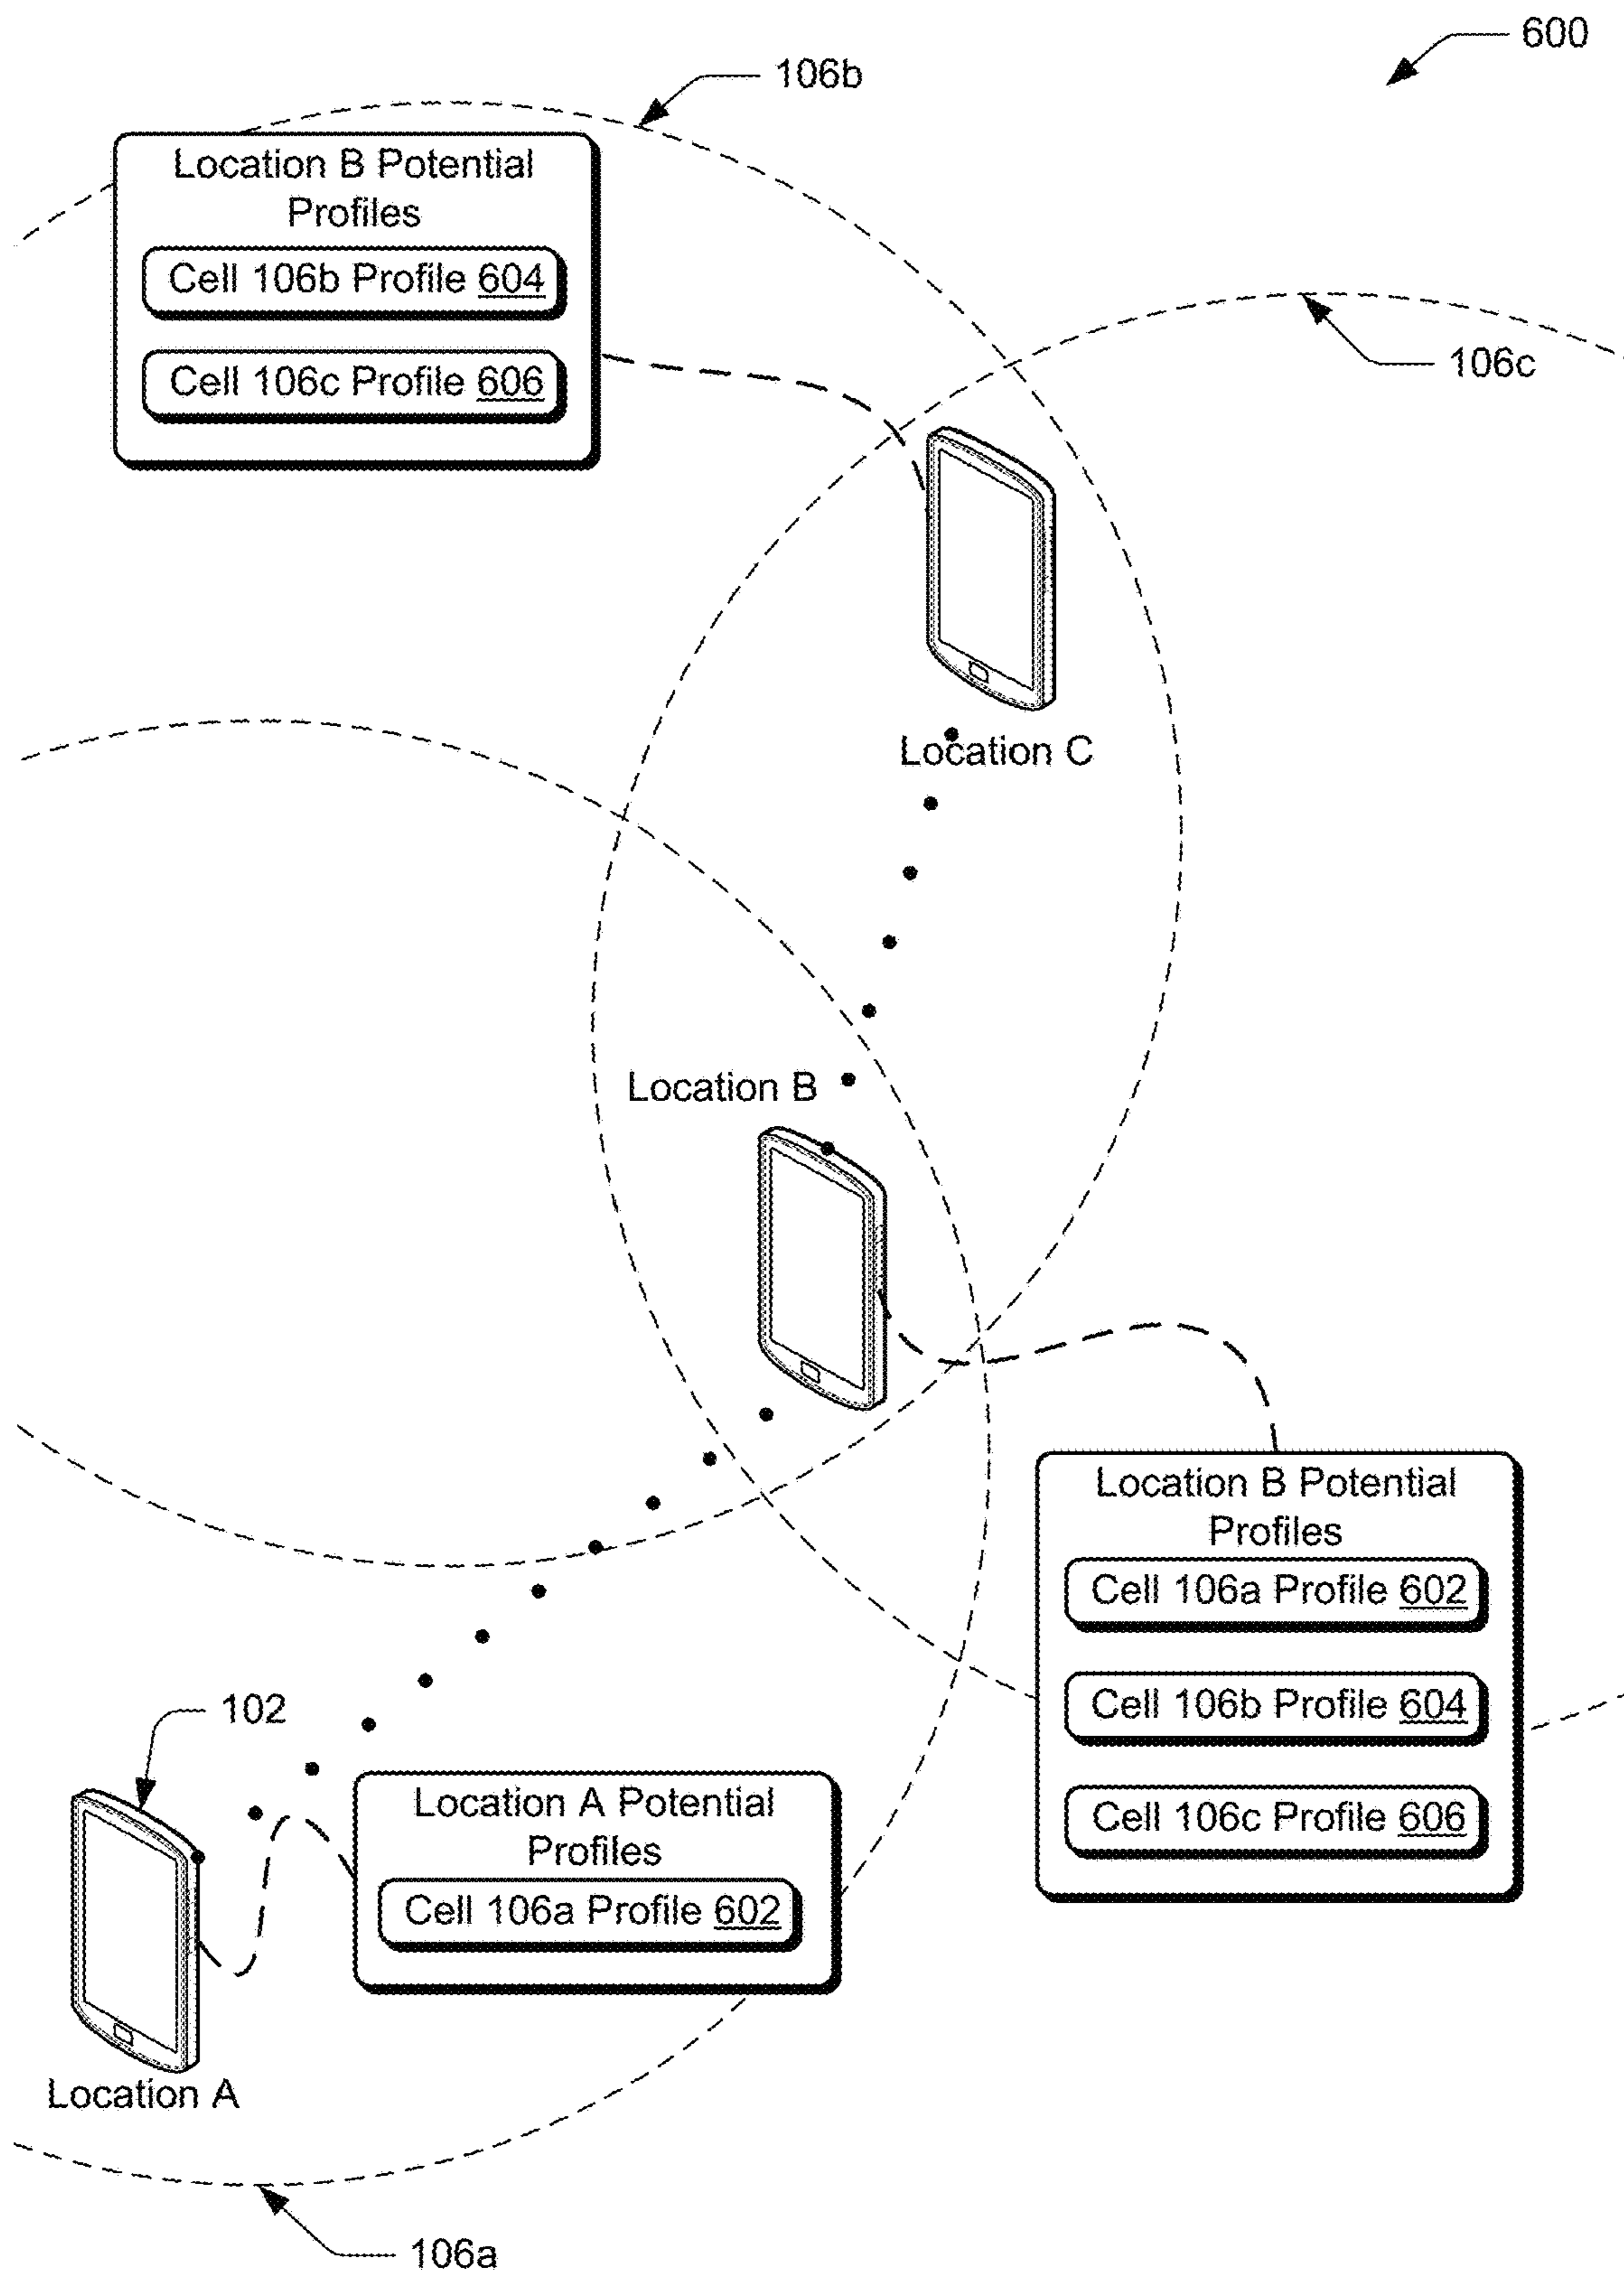 600
106b
Location B Potential
Profiles
Cell 106b Profile 604
Cell 106c Profile 606
106c
Location C
Location B
Location B Potential
Profiles
Cell 106a Profile 602
Cell 106b Profile 604
Cell 106c Profile 606
102
Location A Potential
Profiles
Cell 106a Profile 602
Location A
106a